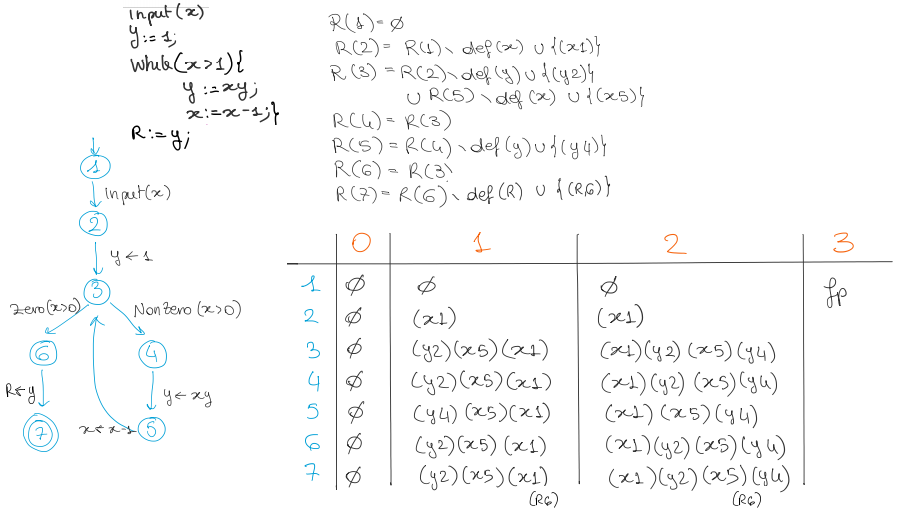 input(x)
y:=1;
while(x>1){
y:=xy;
x:=x-1;}
R:=y;
R(1)=∅
R(2)= R(1)\def(x) ∪{(x1)}
R(3)=R(2)\def(y)∪{(y2)}
∪ R(5)\def(x) ∪{(x5)}
R(4)=R(3)
R(5)=R(4)\def(y)∪{(y4)}
R(6)=R(3)
R(7)=R(6)\def(R) ∪ {(R6)}
1
input(x)
2
y←1
3
Zero(x>0)
NonZero(x>0)
6
4
R←y
y←xy
7
x←x-1
5
0 1 2 3
1 ∅ ∅ ∅ fp
2 ∅ (x1) (x1)
3 ∅ (y2)(x5)(x1) (x1)(y2)(x5)(y4)
4 ∅ (y2)(x5)(x1) (x1)(y2)(x5)(y4)
5 ∅ (y4)(x5)(x1) (x1)(x5)(y4)
6 ∅ (y2)(x5)(x1) (x1)(y2)(x5)(y4)
7 ∅ (y2)(x5)(x1) (x1)(y2)(x5)(y4)
(R6) (R6)